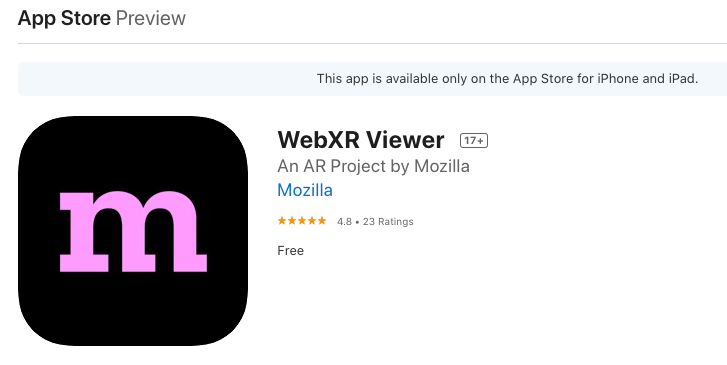 App Store Preview
This app is available only on the App Store for iPhone and iPad.
m
WebXR Viewer 17+
An AR Project by Mozilla
Mozilla
4.8 • 23 Ratings
Free